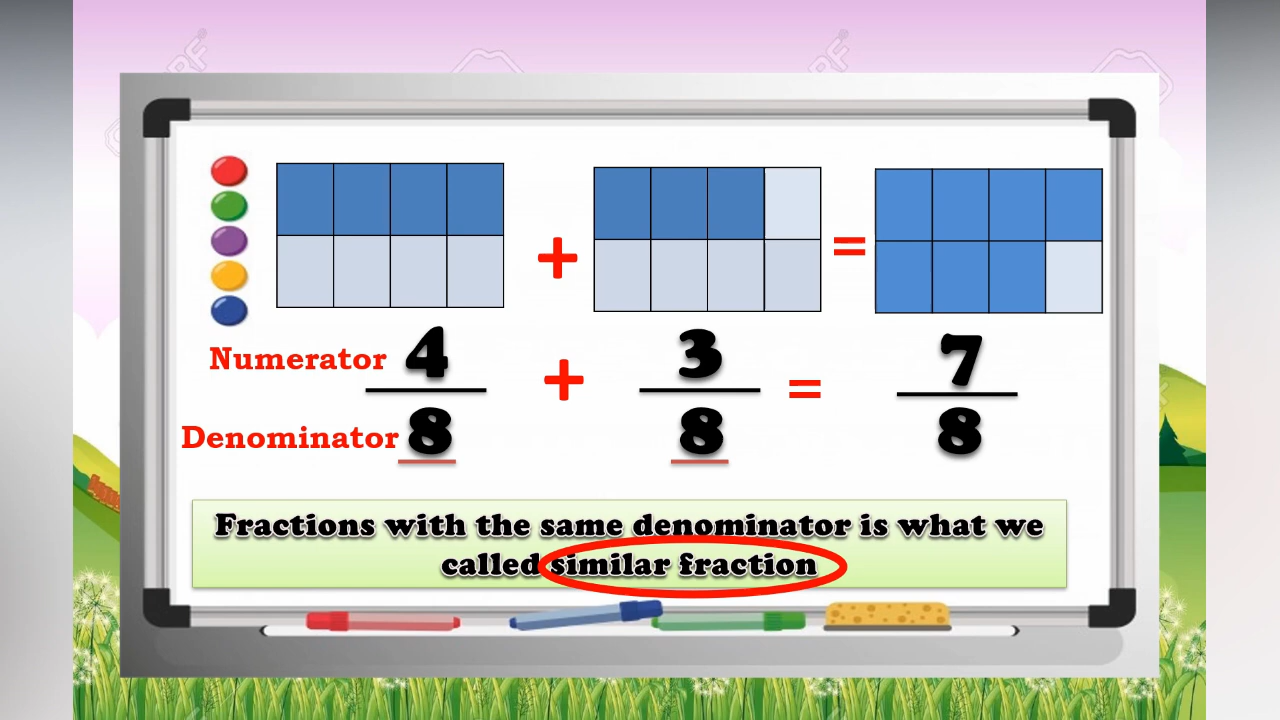 + =
Numerator 4 + 3 = 7
Denominator 8 8 8
Fractions with the same denominator is what we
called similar fraction